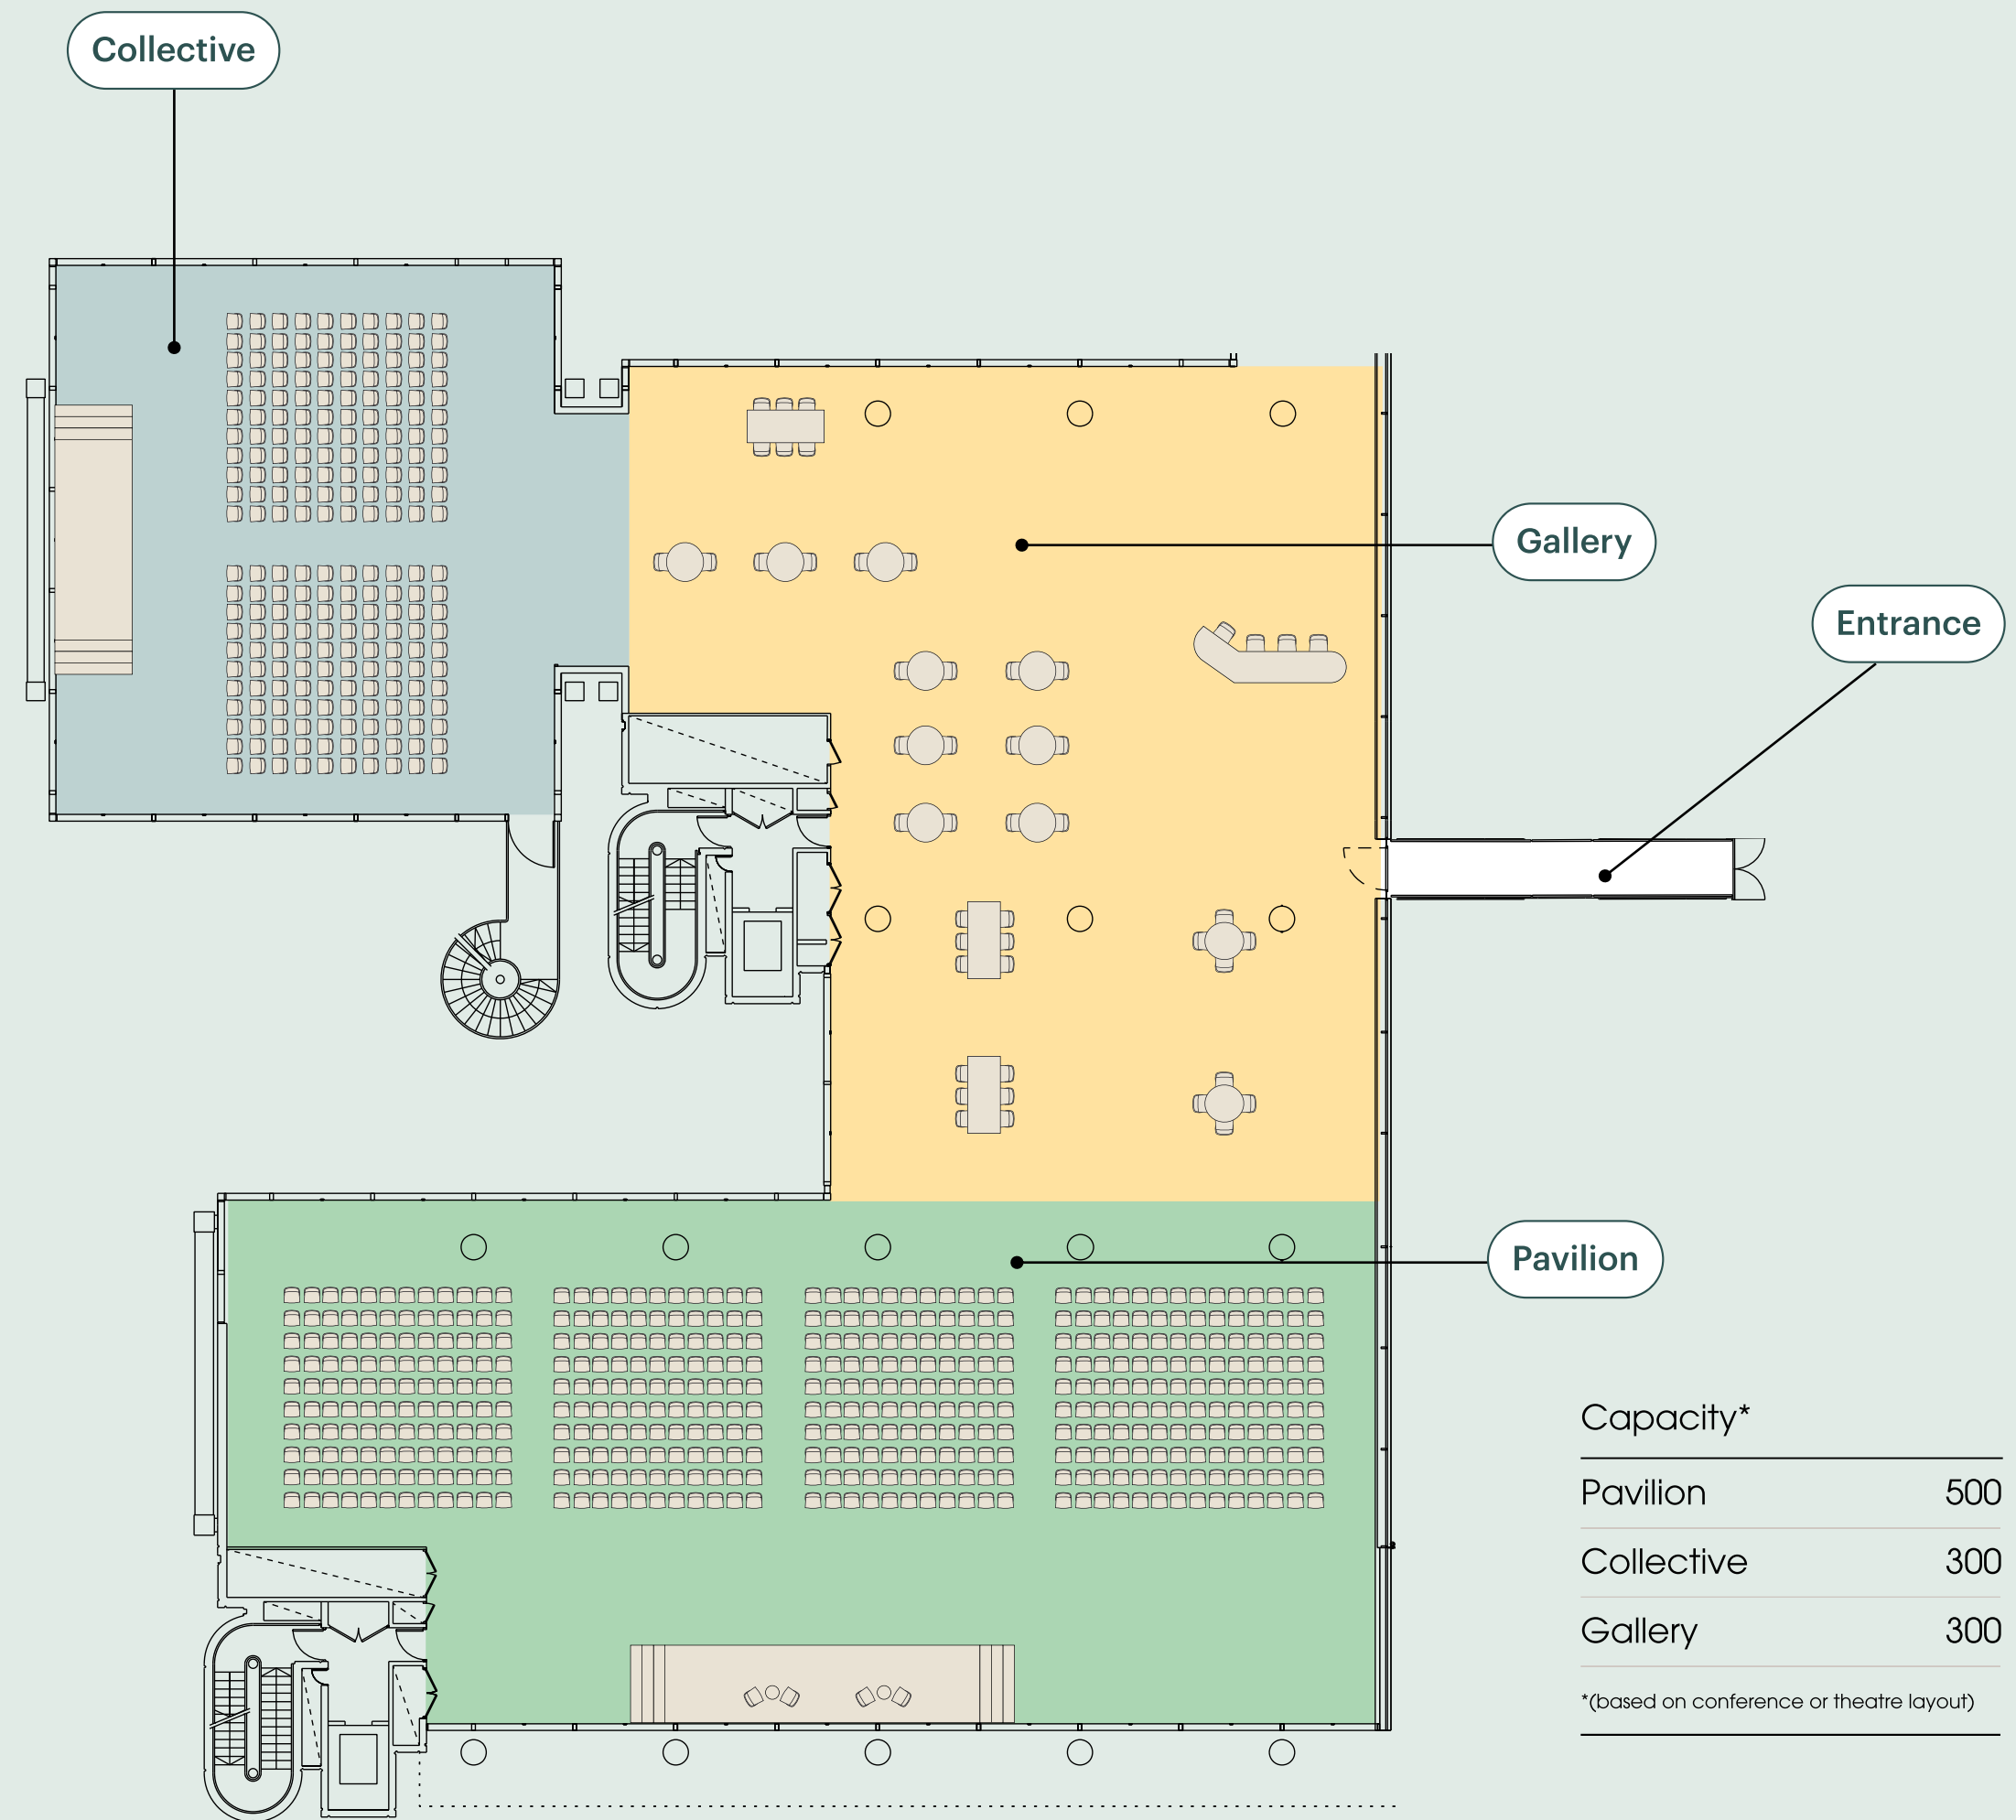 Collective
Gallery
Entrance
Pavilion
Capacity*
Pavilion 500
Collective 300
Gallery 300
*(based on conference or theatre layout)